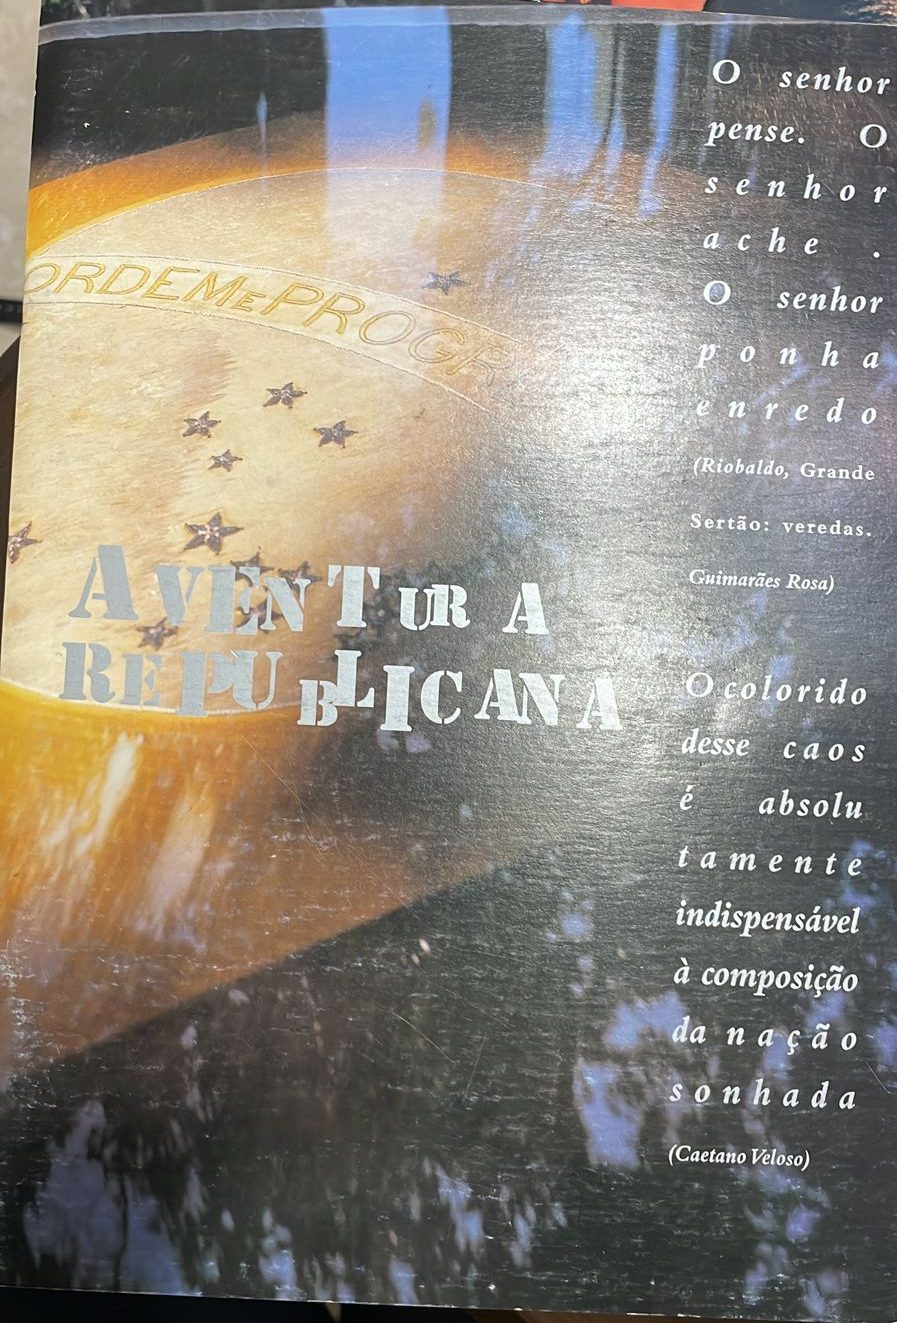 ORDEM E PROGR
AVENTURA
REPUBLICANA
O senhor
pense. O
senhor
ache .
O senhor
ponha
enredo
(Riobaldo, Grande
Sertão: veredas.
Guimarães Rosa)
O colorido
desse caos
é absolu
tamente
indispensável
à composição
da nação
sonhada
(Caetano Veloso)